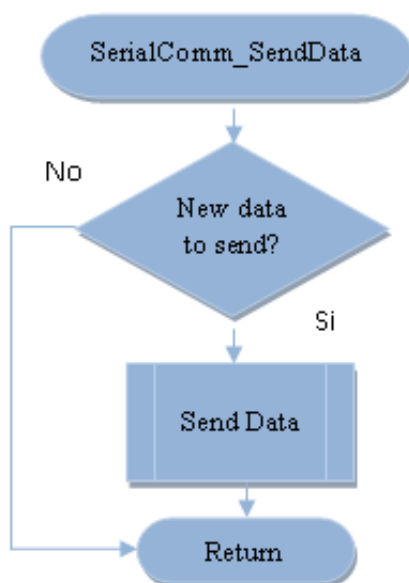 SerialComm_SendData
No
New data
to send?
Si
Send Data
Return